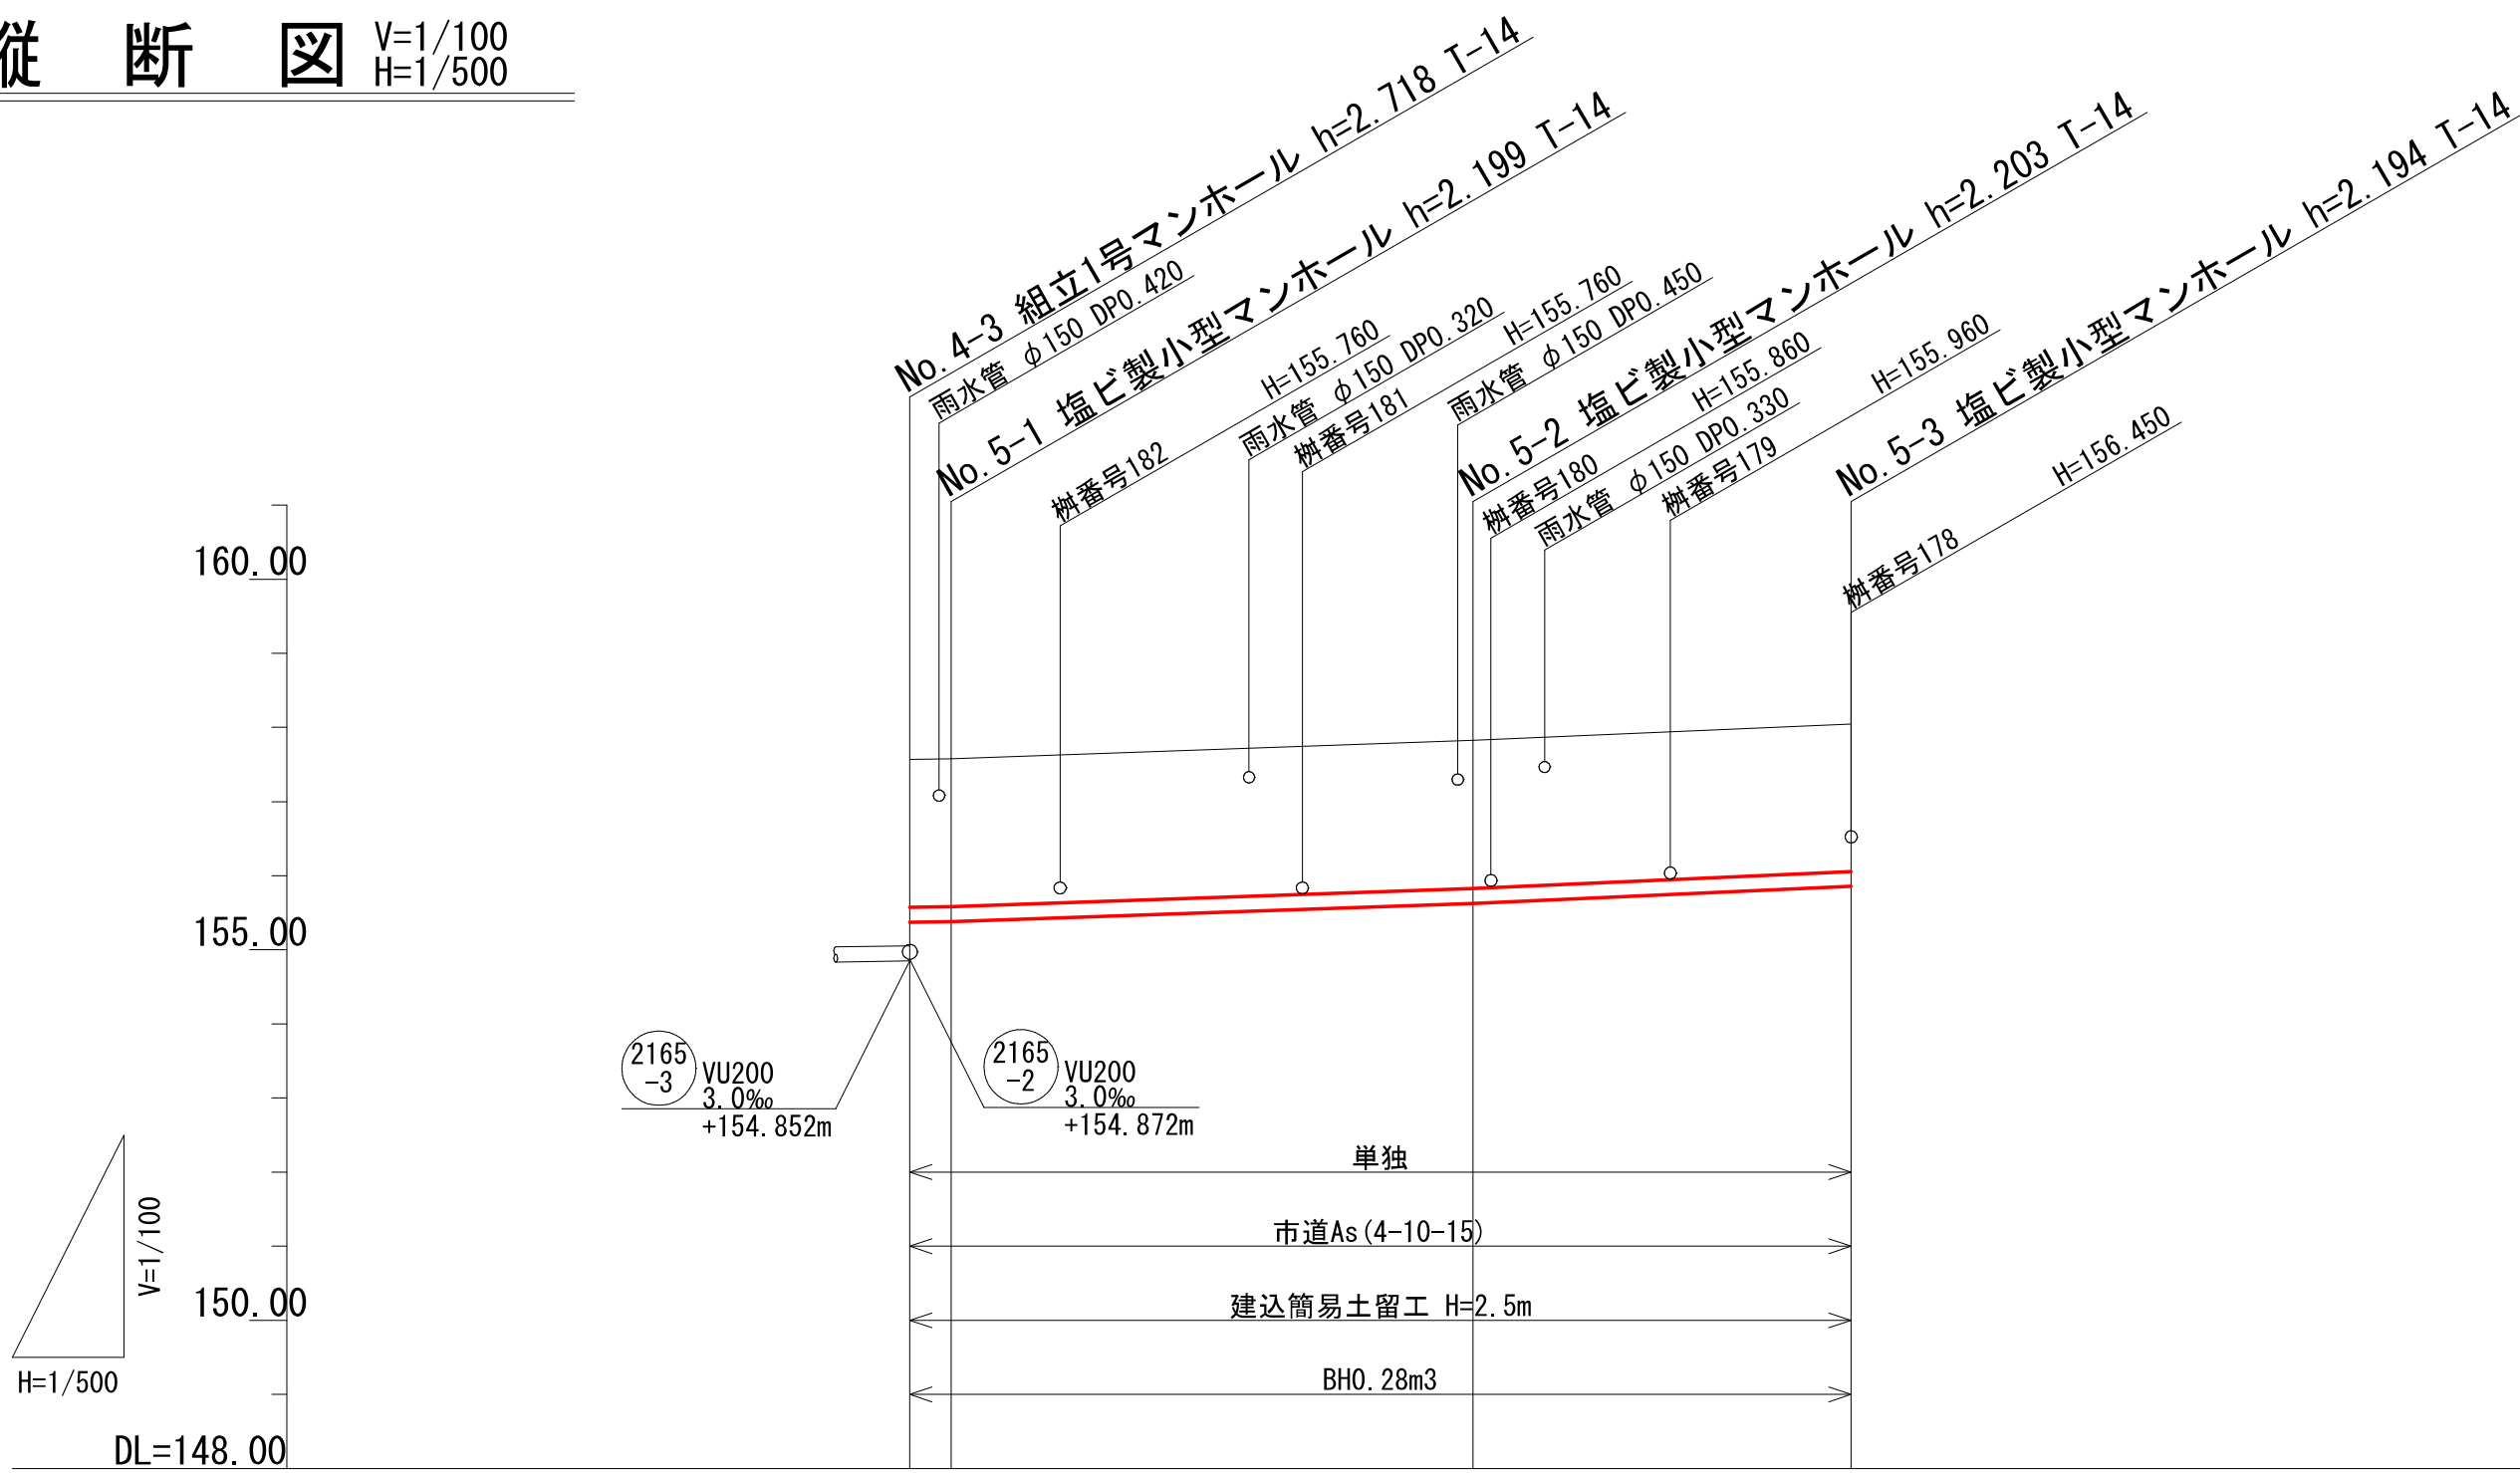 縦 断 図
V=1/100
H=1/500
No. 4-3 組立1号マンホール h=2.718 T-14
雨水管 φ150 DP0.420
No. 5-1 塩ビ製小型マンホール h=2.199 T-14
桝番号182 H=155.760
雨水管 φ150 DP0.320
桝番号181 H=155.760
雨水管 φ150 DP0.450
No. 5-2 塩ビ製小型マンホール h=2.203 T-14
桝番号180 H=155.860
雨水管 φ150 DP0.330
桝番号179 H=155.960
No. 5-3 塩ビ製小型マンホール h=2.194 T-14
桝番号178 H=156.450
160.00
155.00
150.00
DL=148.00
2165
-3
VU200
3.0‰
+154.852m
2165
-2
VU200
3.0‰
+154.872m
単独
市道As(4-10-15)
建込簡易土留工 H=2.5m
BH0.28m3
V=1/100
H=1/500